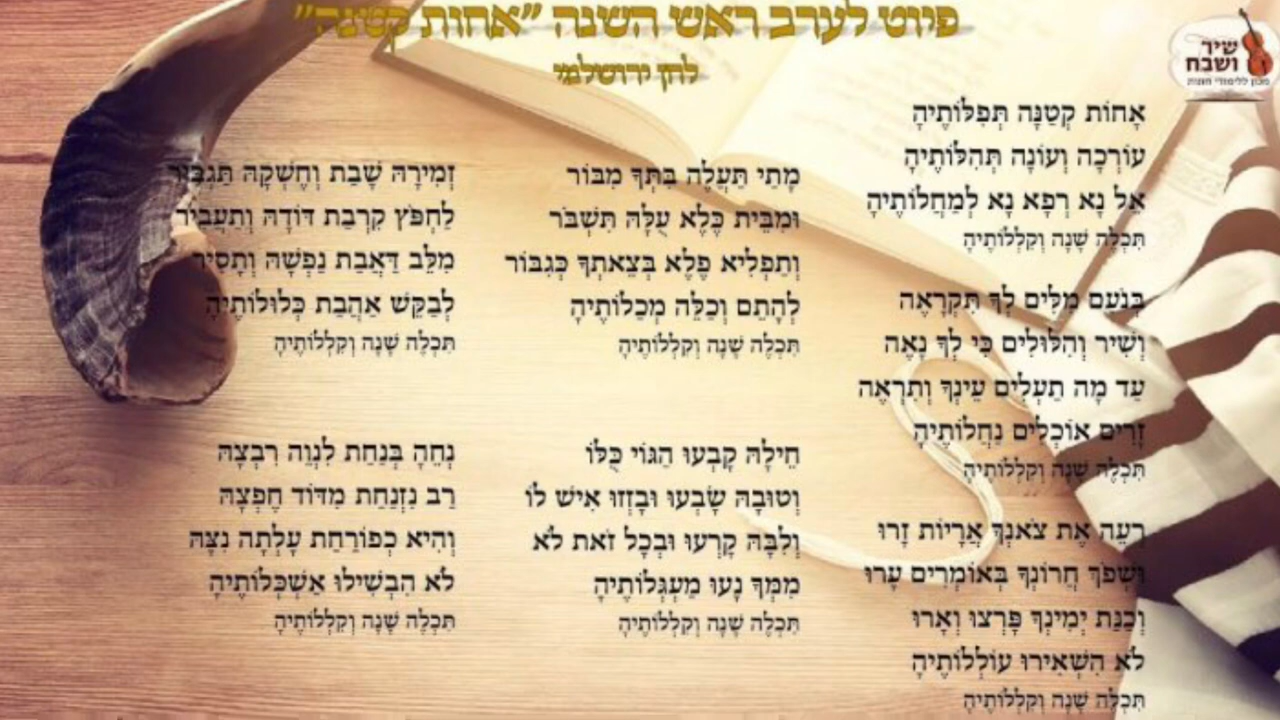 פיוט לערב ראש השנה "אחות קטנה"
להן ירושלמי
שיר
ושבח
מכון ללימודי חזנות
אָחוֹת קְטַנָּה תְּפִלּוֹתֶיהָ
עוֹרְכָה וְעוֹנָה תְּהִלּוֹתֶיהָ
אֵל נָא רְפָא נָא לְמַחֲלוֹתֶיהָ
תִּכְלֶה שָׁנָה וְקִלְלוֹתֶיהָ
בְּנֹעַם מִלִּים לְךָ תִּקְרָאֶה
וְשִׁיר וְהִלּוּלִים כִּי לְךָ נָאֶה
עַד מָה תַעְלִים עֵינְךָ וְתִרְאֶה
זָרִים אוֹכְלִים נַחֲלוֹתֶיהָ
תִּכְלֶה שָׁנָה וְקִלְלוֹתֶיהָ
רְעֵה אֶת צֹאנְךָ אֲרָיוֹת זָרוּ
וּשְׁפֹךְ חֲרוֹנְךָ בְּאוֹמְרִים עָרוּ
וְכַנַּת יְמִינְךָ פָּרְצוּ וְאָרוּ
לֹא הִשְׁאִירוּ עוֹלְלוֹתֶיהָ
תִּכְלֶה שָׁנָה וְקִלְלוֹתֶיהָ
מָתַי תַּעֲלֶה בִּתְּךָ מִבּוֹר
וּמִבֵּית כֶּלֶא עֻלָּהּ תִּשְׁבֹּר
וְתַפְלִיא פֶלֶא בְּצֵאתְךָ כְּגִבּוֹר
לְהָתֵם וְכַלֵּה מְכַלּוֹתֶיהָ
תִּכְלֶה שָׁנָה וְקִלְלוֹתֶיהָ
חֵילָהּ קָבְעוּ הַגּוֹי כֻּלּוֹ
וְטוּבָהּ שָׂבְעוּ וּבָזְזוּ אִישׁ לוֹ
וְלִבָּהּ קָרְעוּ וּבְכָל זֹאת לֹא
מִמְּךָ נָעוּ מַעְגְּלוֹתֶיהָ
תִּכְלֶה שָׁנָה וְקִלְלוֹתֶיהָ
זְמִירָהּ שָׁבַת וְחֶשְׁקָהּ תַּגְבִּיר
לַחְפֹּץ קִרְבַת דּוֹדָהּ וְתַעֲבִיר
מִלֵּב דַּאֲבַת נַפְשָׁהּ וְתָסִיר
לְבַקֵּשׁ אַהֲבַת כְּלוּלוֹתֶיהָ
תִּכְלֶה שָׁנָה וְקִלְלוֹתֶיהָ
נְחֵהָ בְּנַחַת לִנְוֵה רִבְצָהּ
רַב נִזְנַחַת מִדּוֹד חֶפְצָהּ
וְהִיא כְפוֹרַחַת עָלְתָה נִצָּהּ
לֹא הִבְשִׁילוּ אַשְׁכְּלוֹתֶיהָ
תִּכְלֶה שָׁנָה וְקִלְלוֹתֶיהָ